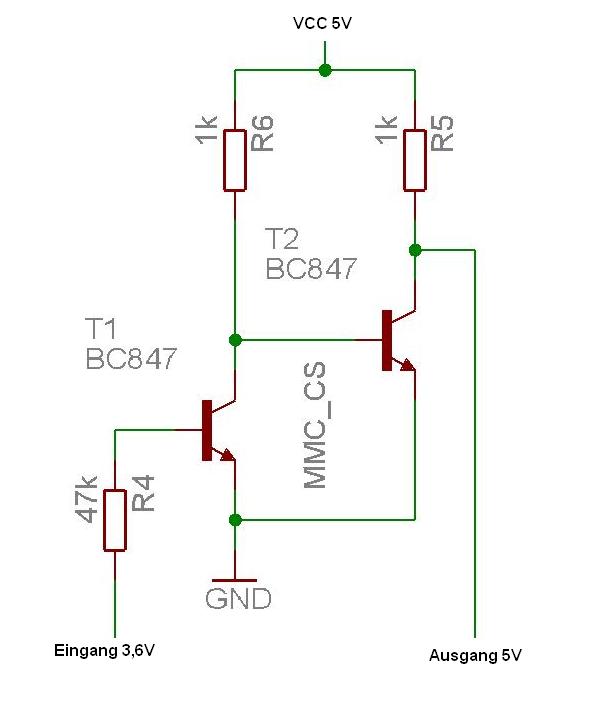 VCC 5V
1k
R6
1k
R5
T2
BC847
T1
BC847
MMC_CS
47k
R4
GND
Eingang 3,6V
Ausgang 5V